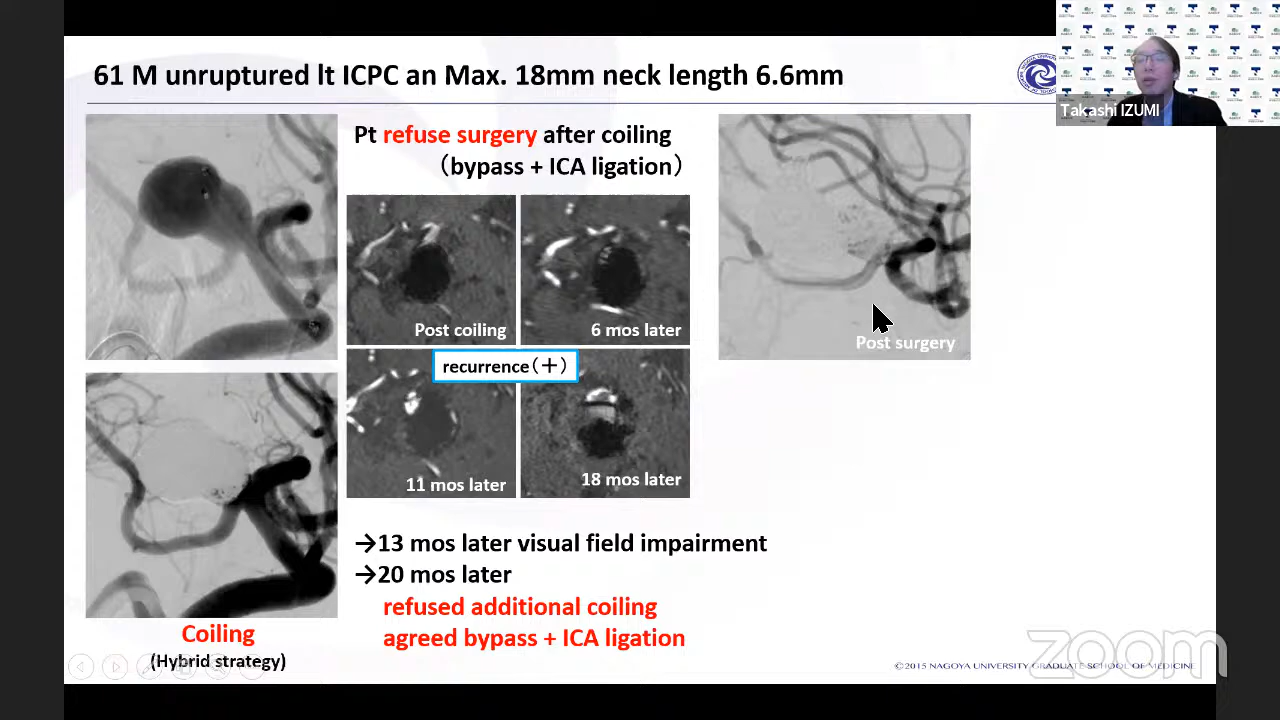 61 M unruptured lt ICPC an Max. 18mm neck length 6.6mm
Takashi IZUMI
Pt refuse surgery after coiling
（bypass + ICA ligation）
Post coiling
6 mos later
recurrence（＋）
11 mos later
18 mos later
Post surgery
→13 mos later visual field impairment
→20 mos later
refused additional coiling
agreed bypass + ICA ligation
Coiling
(Hybrid strategy)
©2015 NAGOYA UNIVERSITY GRADUATE SCHOOL OF MEDICINE
zoom